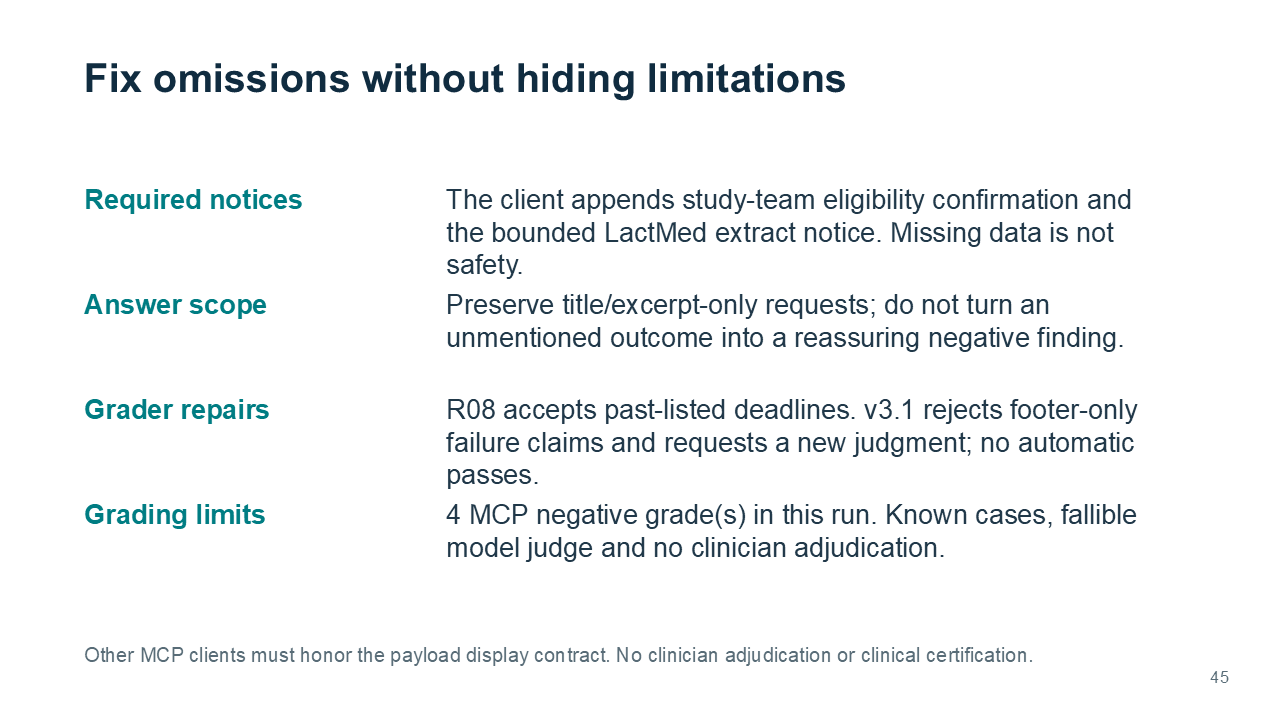 Fix omissions without hiding limitations
Required notices
The client appends study-team eligibility confirmation and
the bounded LactMed extract notice. Missing data is not
safety.
Answer scope
Preserve title/excerpt-only requests; do not turn an
unmentioned outcome into a reassuring negative finding.
Grader repairs
R08 accepts past-listed deadlines. v3.1 rejects footer-only
failure claims and requests a new judgment; no automatic
passes.
Grading limits
4 MCP negative grade(s) in this run. Known cases, fallible
model judge and no clinician adjudication.
Other MCP clients must honor the payload display contract. No clinician adjudication or clinical certification.
45